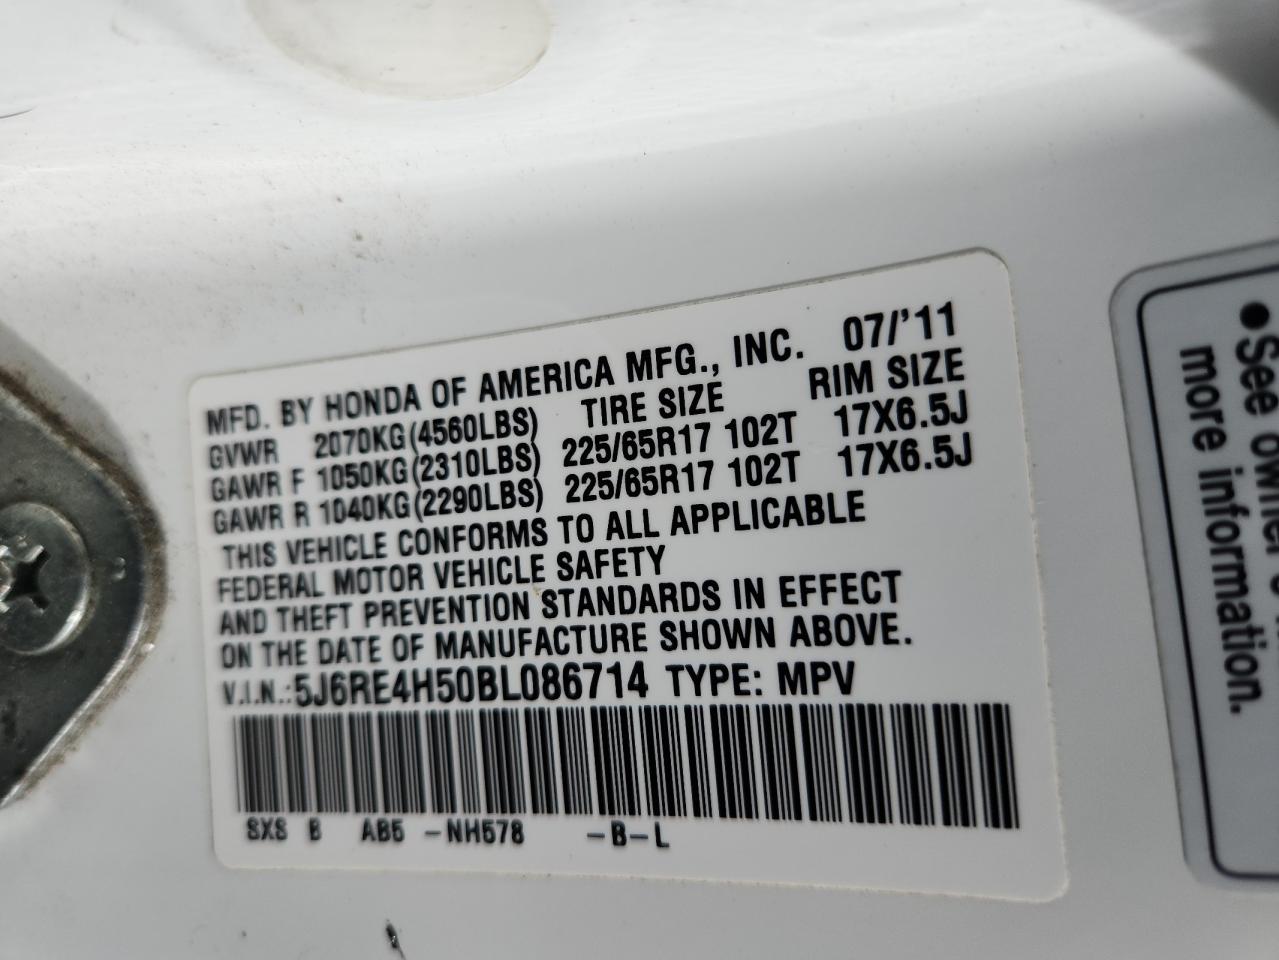 MFD. BY HONDA OF AMERICA MFG., INC. 07/'11
GVWR 2070KG(4560LBS) TIRE SIZE RIM SIZE
GAWR F 1050KG(2310LBS) 225/65R17 102T 17X6.5J
GAWR R 1040KG(2290LBS) 225/65R17 102T 17X6.5J
THIS VEHICLE CONFORMS TO ALL APPLICABLE
FEDERAL MOTOR VEHICLE SAFETY
AND THEFT PREVENTION STANDARDS IN EFFECT
ON THE DATE OF MANUFACTURE SHOWN ABOVE.
V.I.N.:5J6RE4H50BL086714 TYPE: MPV
SXS B AB5 -NH578 -B-L
●See owner's
more information.